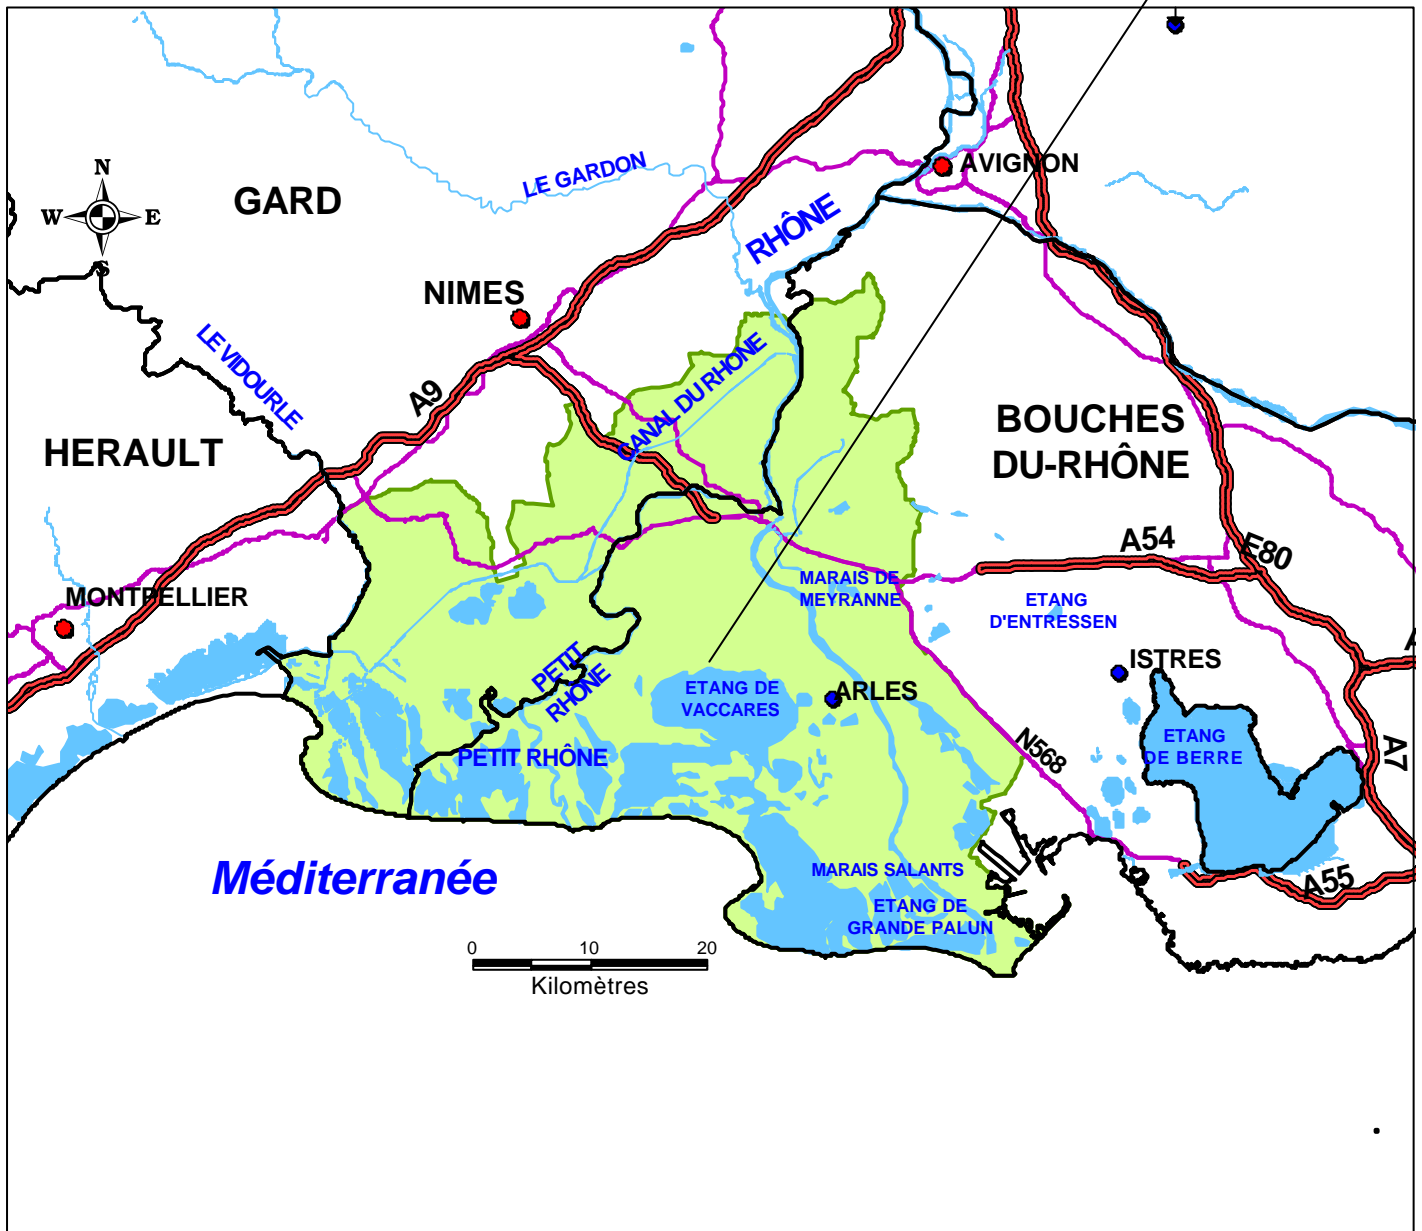 AVIGNON
LE GARDON
N
W E
S
GARD
RHÔNE
NIMES
LE VIDOURLE
CANAL DU RHONE
A9
BOUCHES
DU-RHÔNE
HERAULT
A54
E80
MARAIS DE
MEYRANNE
MONTPELLIER
ETANG
D'ENTRESSEN
A
ISTRES
PETIT
RHÔNE
ETANG DE
VACCARES
ARLES
N568
ETANG
DE BERRE
A7
PETIT RHÔNE
Méditerranée
MARAIS SALANTS
A55
ETANG DE
GRANDE PALUN
0 10 20
Kilomètres